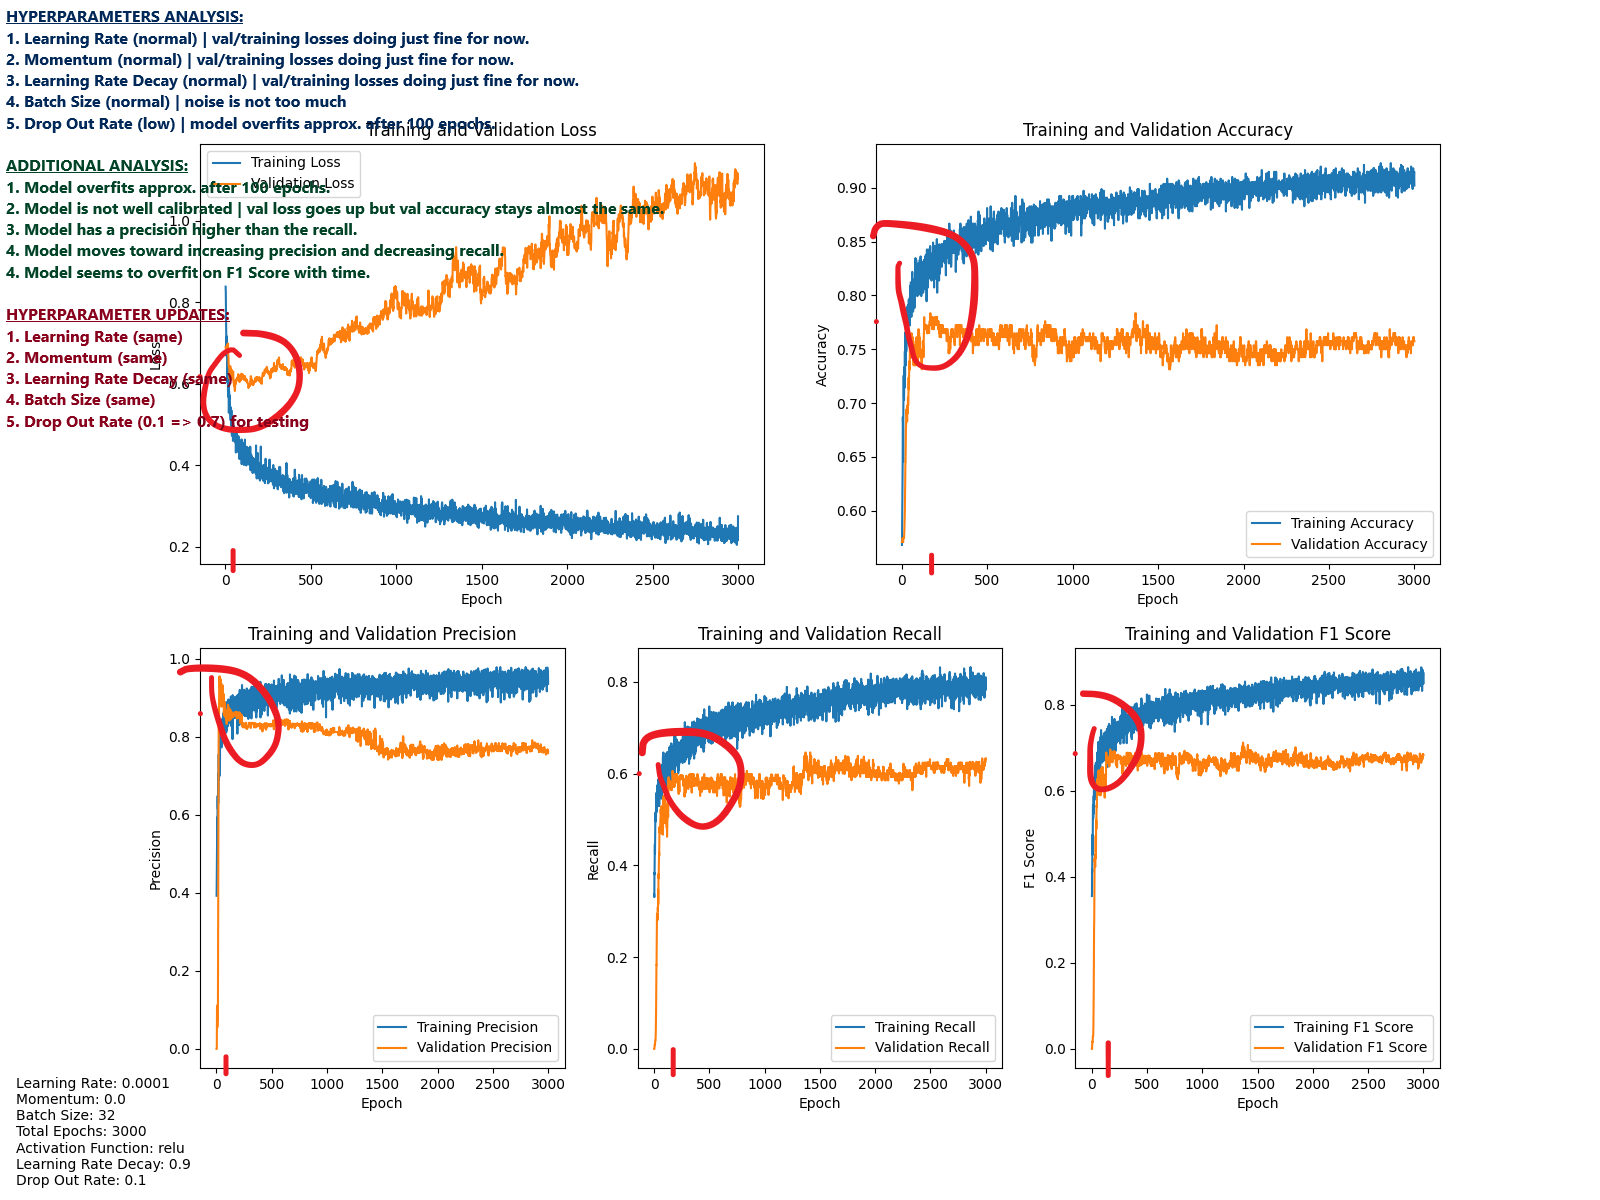 HYPERPARAMETERS ANALYSIS:
1. Learning Rate (normal) | val/training losses doing just fine for now.
2. Momentum (normal) | val/training losses doing just fine for now.
3. Learning Rate Decay (normal) | val/training losses doing just fine for now.
4. Batch Size (normal) | noise is not too much
5. Drop Out Rate (low) | model overfits approx. after 100 epochs.
ADDITIONAL ANALYSIS:
1. Model overfits approx. after 100 epochs.
2. Model is not well calibrated | val loss goes up but val accuracy stays almost the same.
3. Model has a precision higher than the recall.
4. Model moves toward increasing precision and decreasing recall.
4. Model seems to overfit on F1 Score with time.
HYPERPARAMETER UPDATES:
1. Learning Rate (same)
2. Momentum (same)
3. Learning Rate Decay (same)
4. Batch Size (same)
5. Drop Out Rate (0.1 => 0.7) for testing
Training and Validation Loss
Training Loss
Validation Loss
Loss
1.0
0.8
0.6
0.4
0.2
0 500 1000 1500 2000 2500 3000
Epoch
Training and Validation Accuracy
Accuracy
0.90
0.85
0.80
0.75
0.70
0.65
0.60
Training Accuracy
Validation Accuracy
0 500 1000 1500 2000 2500 3000
Epoch
Training and Validation Precision
Precision
1.0
0.8
0.6
0.4
0.2
0.0
Training Precision
Validation Precision
0 500 1000 1500 2000 2500 3000
Epoch
Training and Validation Recall
Recall
0.8
0.6
0.4
0.2
0.0
Training Recall
Validation Recall
0 500 1000 1500 2000 2500 3000
Epoch
Training and Validation F1 Score
F1 Score
0.8
0.6
0.4
0.2
0.0
Training F1 Score
Validation F1 Score
0 500 1000 1500 2000 2500 3000
Epoch
Learning Rate: 0.0001
Momentum: 0.0
Batch Size: 32
Total Epochs: 3000
Activation Function: relu
Learning Rate Decay: 0.9
Drop Out Rate: 0.1